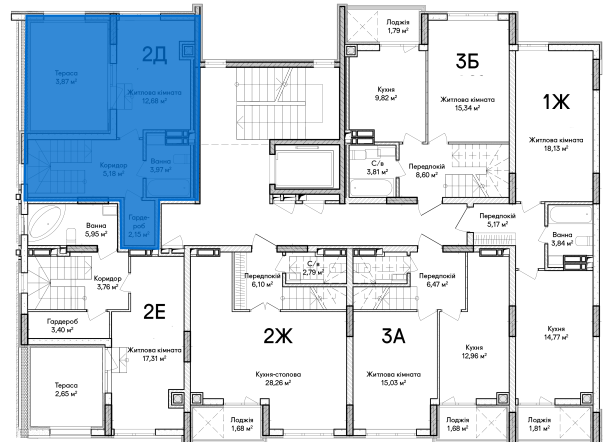 Лоджія
1,79 м²
2Д
3Б
Тераса
3,87 м²
Житлова кімната
12,68 м²
Кухня
9,82 м²
Житлова кімната
15,34 м²
1Ж
Житлова кімната
18,13 м²
Коридор
5,18 м²
Ванна
3,97 м²
С/в
3,81 м²
Передпокій
8,60 м²
Гарде-
роб
2,15 м²
Ванна
5,95 м²
Передпокій
5,17 м²
Ванна
3,84 м²
Коридор
3,76 м²
Передпокій
6,10 м²
С/в
2,79 м²
Передпокій
6,47 м²
2Е
Гардероб
3,40 м²
2Ж
3А
Житлова кімната
17,31 м²
Кухня
12,96 м²
Кухня
14,77 м²
Тераса
2,65 м²
Кухня-столова
28,26 м²
Житлова кімната
15,03 м²
Лоджія
1,68 м²
Лоджія
1,68 м²
Лоджія
1,81 м²